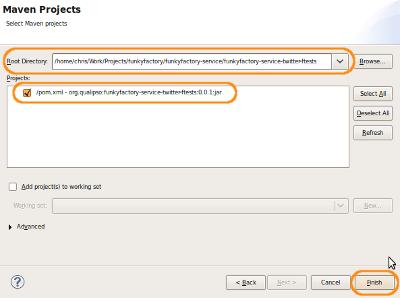 Maven Projects
Select Maven projects
Root Directory: /home/chris/Work/Projects/funkyfactory/funkyfactory-service/funkyfactory-service-twitter-ftests Browse...
Projects:
/pom.xml - org.qualipso:funkyfactory-service-twitter-ftests:0.0.1:jar
Select All
Deselect All
Refresh
Add project(s) to working set
Working set: New...
Advanced
? < Back Next > Cancel Finish